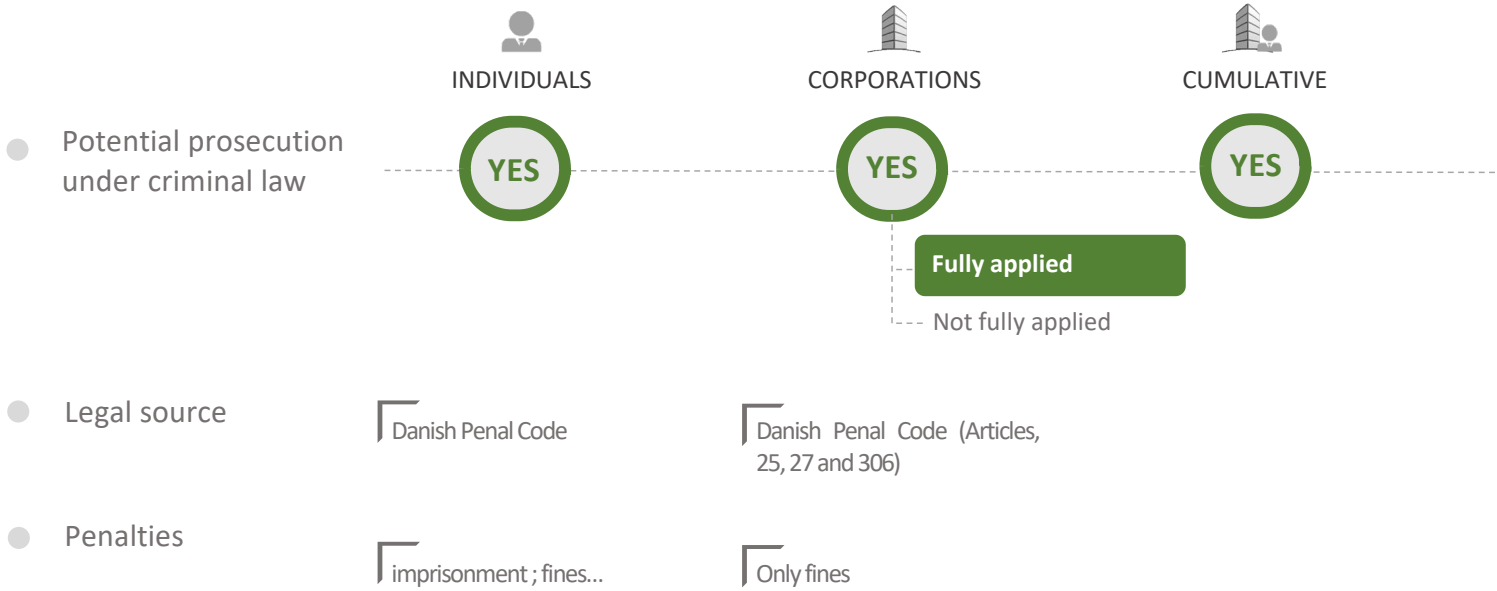 INDIVIDUALS
CORPORATIONS
CUMULATIVE
Potential prosecution
under criminal law
YES
YES
YES
Fully applied
Not fully applied
Legal source
Danish Penal Code
Danish Penal Code (Articles,
25, 27 and 306)
Penalties
imprisonment ; fines...
Only fines